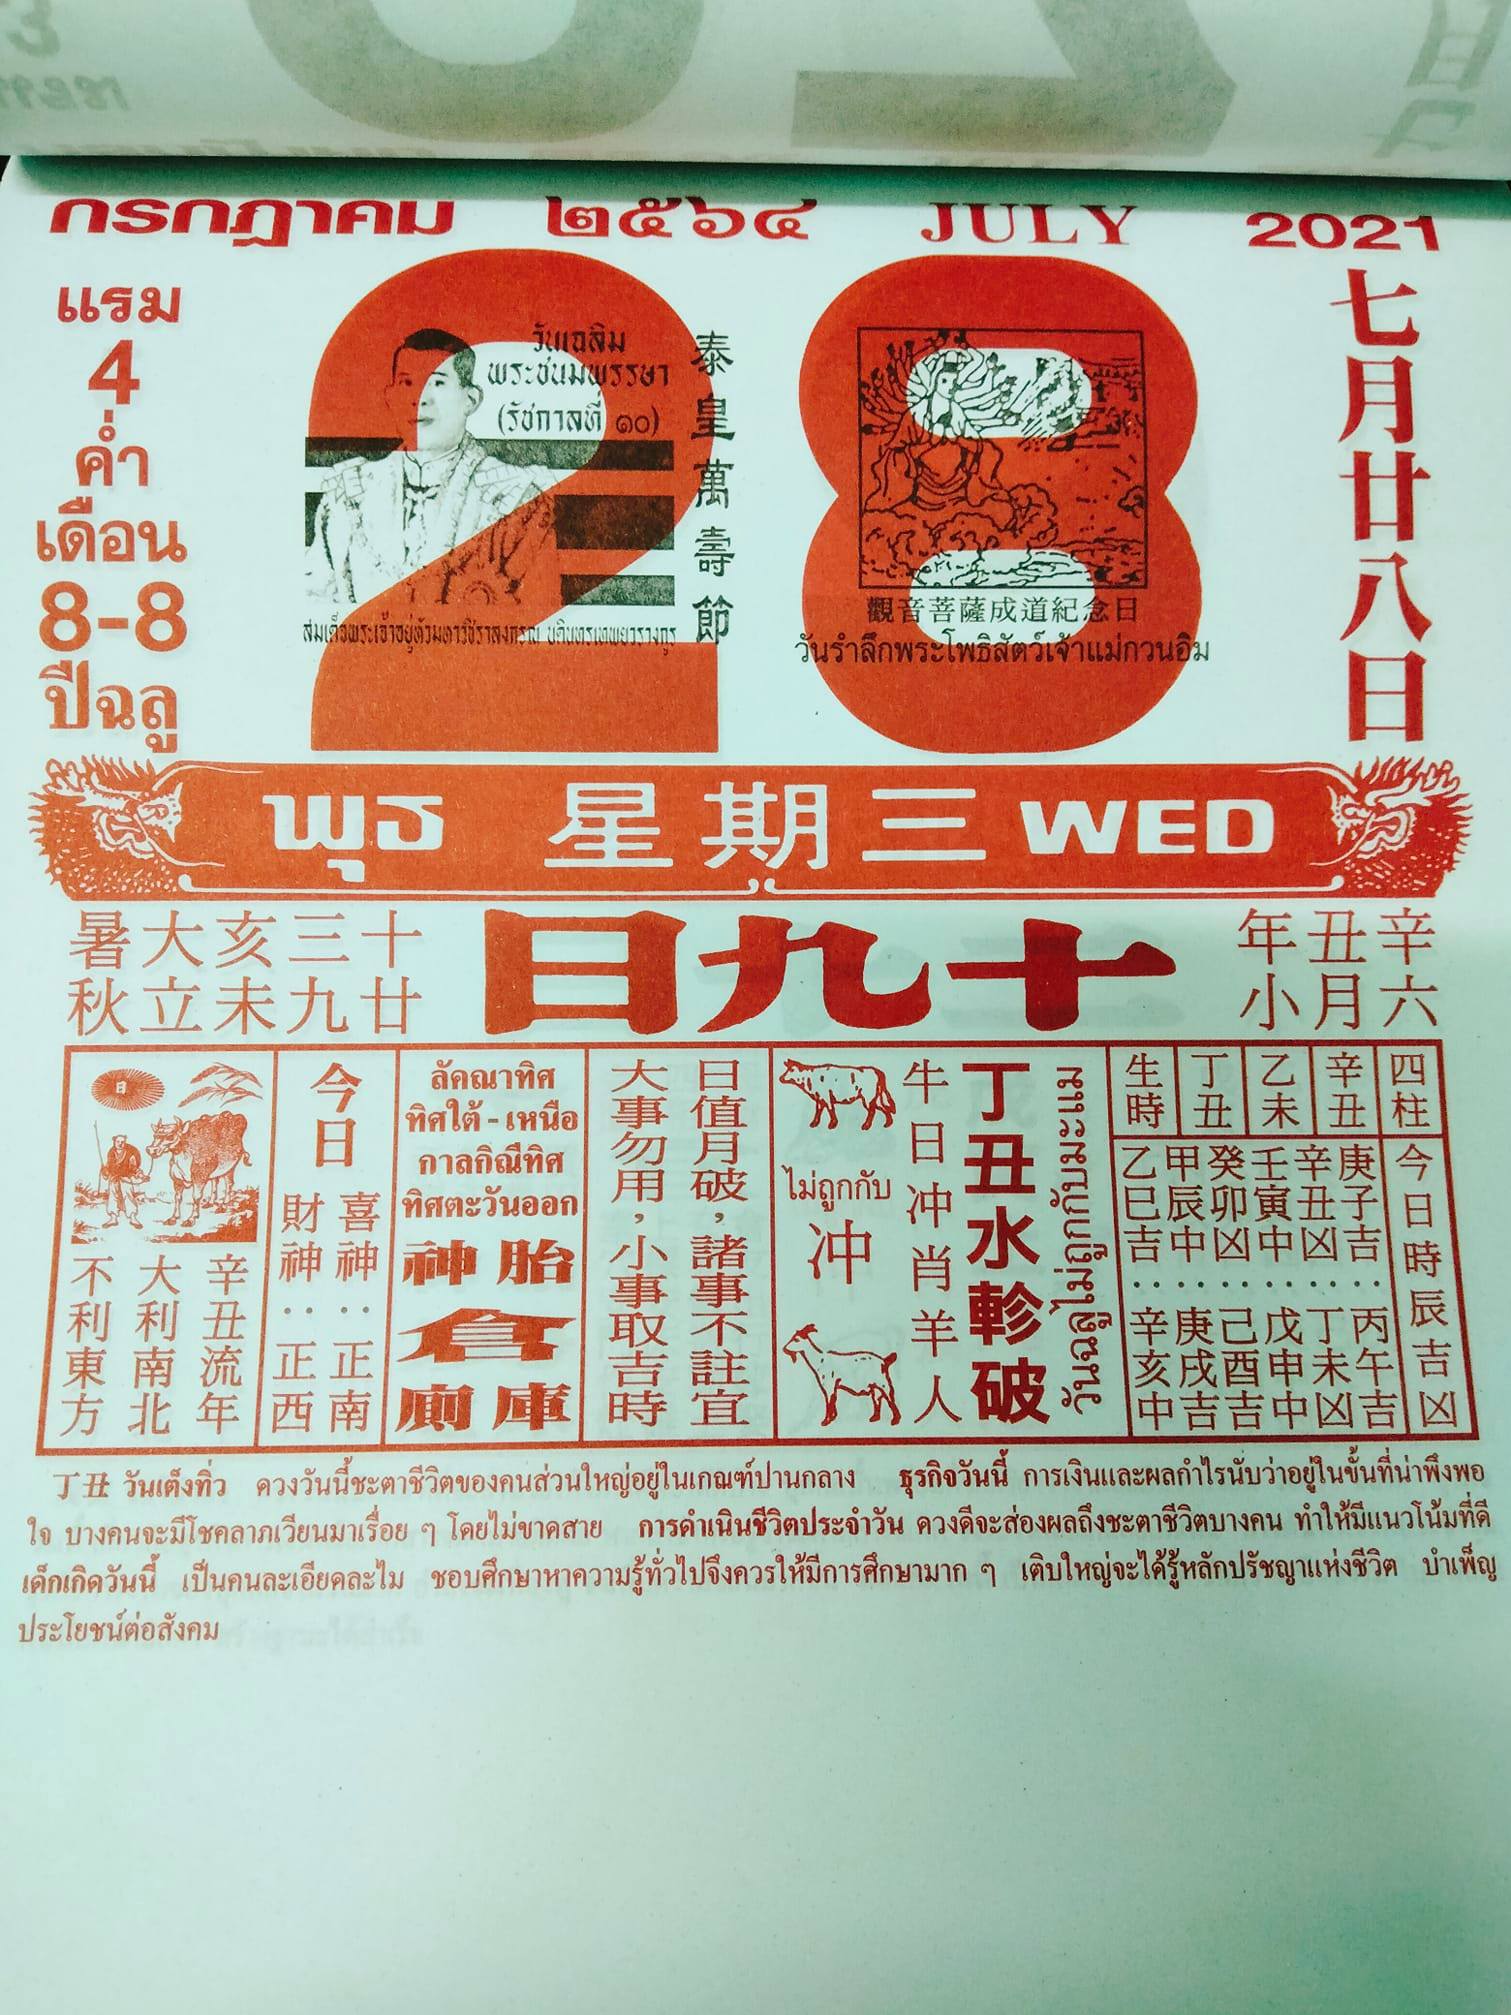 กรกฎาคม ๒๕๖๔ JULY 2021
แรม
4
ค่ำ
เดือน
8-8
ปีฉลู
28
วันเฉลิม
พระชนมพรรษา
(รัชกาลที่ ๑๐)
สมเด็จพระเจ้าอยู่หัวมหาวชิราลงกรณ บดินทรเทพยวรางกูร
泰皇萬壽節
觀音菩薩成道紀念日
วันรำลึกพระโพธิสัตว์เจ้าแม่กวนอิม
七月廿八日
พุธ 星期三 WED
暑大亥三十
秋立未九廿
日九十
年丑辛
小月六
四柱
辛丑
乙未
丁丑
生時
今日時辰吉凶
庚子吉
辛丑凶
壬寅中
癸卯凶
甲辰中
乙巳吉
丙午吉
丁未凶
戊申中
己酉吉
庚戌吉
辛亥中
วันฉลูไม่ถูกกับมะแม
丁丑水軫破
牛日冲肖羊人
ไม่ถูกกับ
冲
日值月破，諸事不註宜
大事勿用，小事取吉時
ลัคณาทิศ
ทิศใต้ - เหนือ
กาลกิณีทิศ
ทิศตะวันออก
神胎
倉
廁庫
今日
喜神：正南
財神：正西
日
辛丑流年
大利南北
不利東方
丁丑 วันเต็งทิ่ว ดวงวันนี้ชะตาชีวิตของคนส่วนใหญ่อยู่ในเกณฑ์ปานกลาง ธุรกิจวันนี้ การเงินและผลกำไรนับว่าอยู่ในขั้นที่น่าพึงพอ
ใจ บางคนจะมีโชคลาภเวียนมาเรื่อย ๆ โดยไม่ขาดสาย การดำเนินชีวิตประจำวัน ดวงดีจะส่องผลถึงชะตาชีวิตบางคน ทำให้มีแนวโน้มที่ดี
เด็กเกิดวันนี้ เป็นคนละเอียดละไม ชอบศึกษาหาความรู้ทั่วไปจึงควรให้มีการศึกษามาก ๆ เติบใหญ่จะได้รู้หลักปรัชญาแห่งชีวิต บำเพ็ญ
ประโยชน์ต่อสังคม